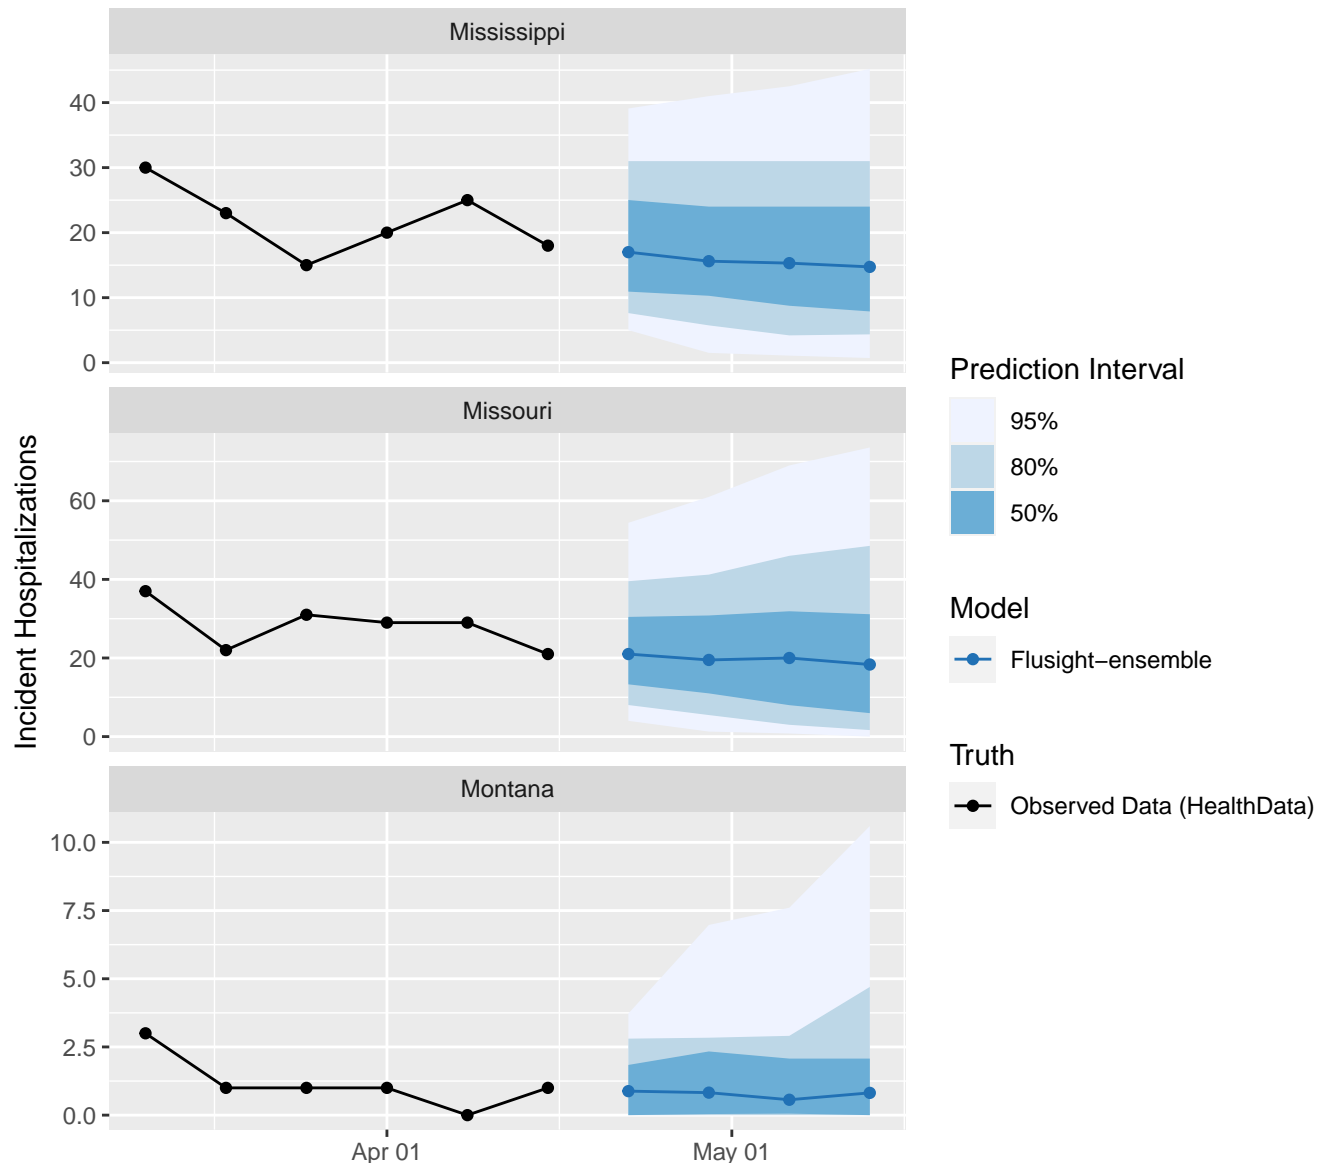 Mississippi
40
30
20
10
0
Missouri
60
40
20
0
Montana
10.0
7.5
5.0
2.5
0.0
Apr 01
May 01
Incident Hospitalizations
Prediction Interval
95%
80%
50%
Model
Flusight−ensemble
Truth
Observed Data (HealthData)